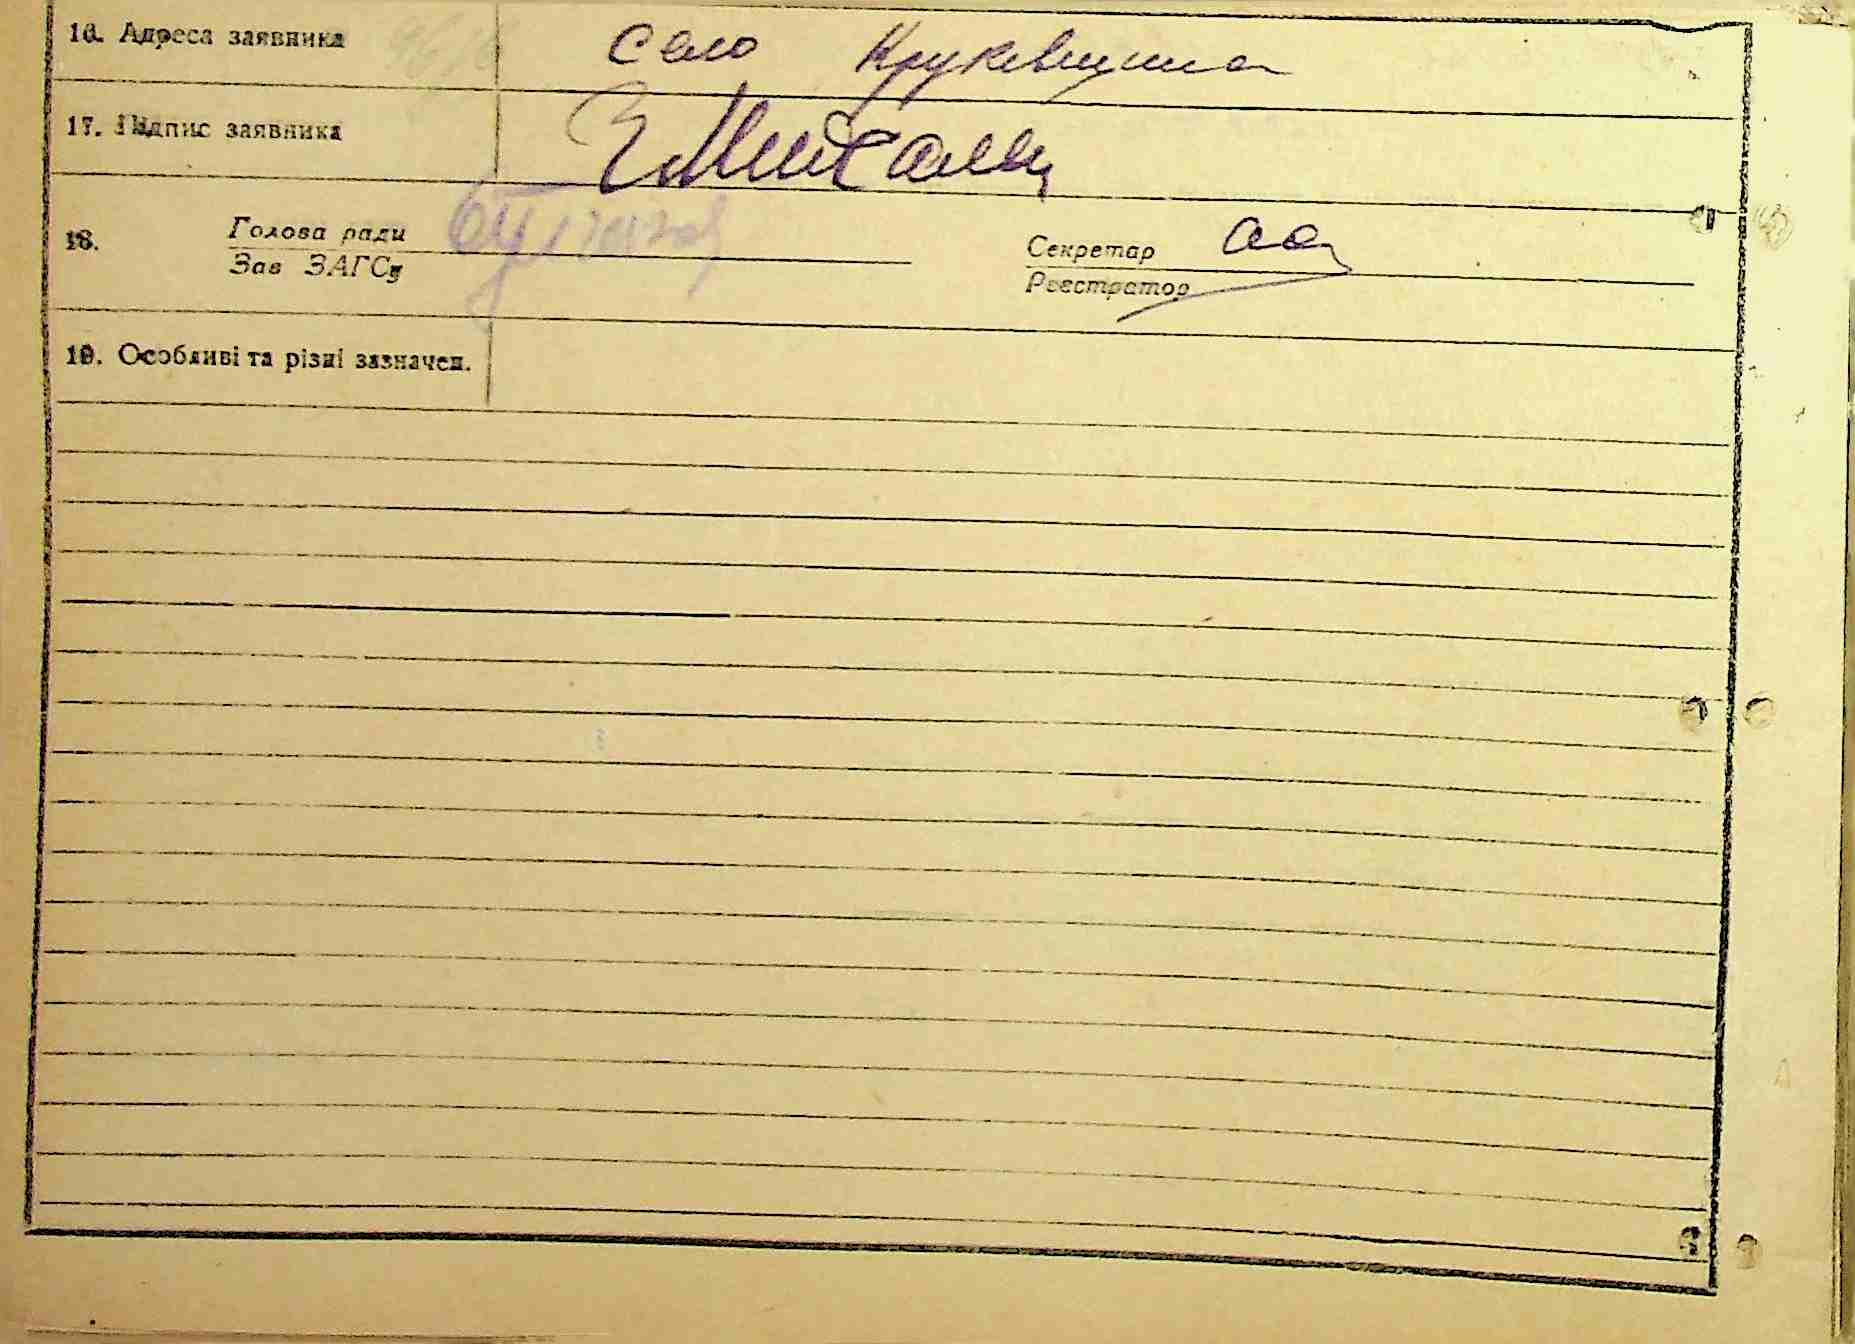 16. Адреса заявника село Круковщина
17. Підпис заявника
18. Голова ради Секретар
Зав ЗАГСу Реєстратор
19. Особливі та різні зазначен.